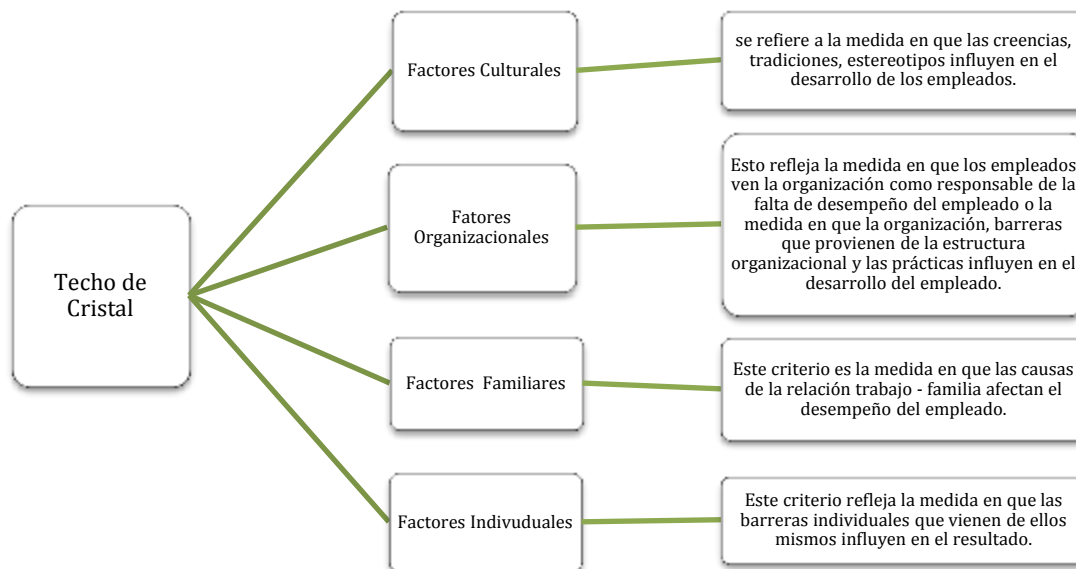 Techo de
Cristal
Factores Culturales
se refiere a la medida en que las creencias,
tradiciones, estereotipos influyen en el
desarrollo de los empleados.
Fatores
Organizacionales
Esto refleja la medida en que los empleados
ven la organización como responsable de la
falta de desempeño del empleado o la
medida en que la organización, barreras
que provienen de la estructura
organizacional y las prácticas influyen en el
desarrollo del empleado.
Factores Familiares
Este criterio es la medida en que las causas
de la relación trabajo - familia afectan el
desempeño del empleado.
Factores Indivuduales
Este criterio refleja la medida en que las
barreras individuales que vienen de ellos
mismos influyen en el resultado.